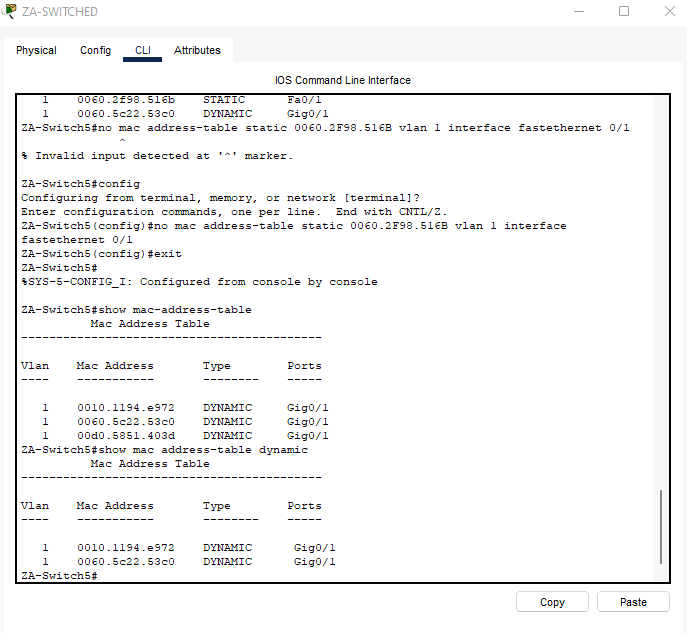 ZA-SWITCHED
Physical Config CLI Attributes
IOS Command Line Interface
1 0060.2f98.516b STATIC Fa0/1
1 0060.5c22.53c0 DYNAMIC Gig0/1
ZA-Switch5#no mac address-table static 0060.2F98.516B vlan 1 interface fastethernet 0/1
^
% Invalid input detected at '^' marker.
ZA-Switch5#config
Configuring from terminal, memory, or network [terminal]?
Enter configuration commands, one per line. End with CNTL/Z.
ZA-Switch5(config)#no mac address-table static 0060.2F98.516B vlan 1 interface
fastethernet 0/1
ZA-Switch5(config)#exit
ZA-Switch5#
%SYS-5-CONFIG_I: Configured from console by console
ZA-Switch5#show mac-address-table
Mac Address Table
-------------------------------------------
Vlan Mac Address Type Ports
---- ----------- -------- -----
1 0010.1194.e972 DYNAMIC Gig0/1
1 0060.5c22.53c0 DYNAMIC Gig0/1
1 00d0.5851.403d DYNAMIC Gig0/1
ZA-Switch5#show mac address-table dynamic
Mac Address Table
-------------------------------------------
Vlan Mac Address Type Ports
---- ----------- -------- -----
1 0010.1194.e972 DYNAMIC Gig0/1
1 0060.5c22.53c0 DYNAMIC Gig0/1
ZA-Switch5#
Copy Paste